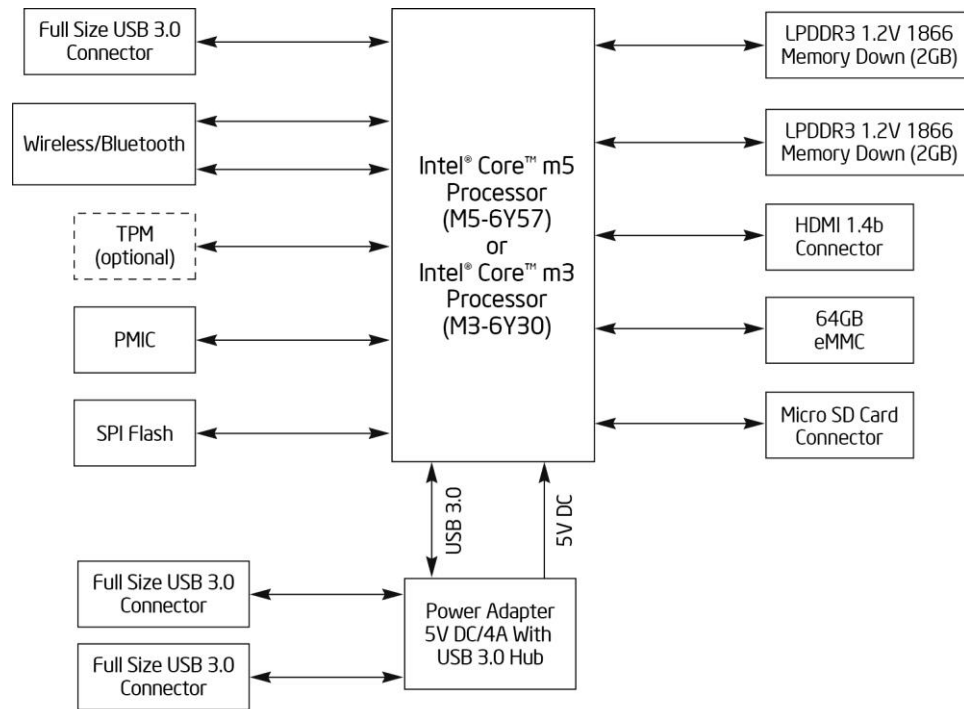 Full Size USB 3.0
Connector
Wireless/Bluetooth
TPM
(optional)
PMIC
SPI Flash
Intel® Core™ m5
Processor
(M5-6Y57)
or
Intel® Core™ m3
Processor
(M3-6Y30)
LPDDR3 1.2V 1866
Memory Down (2GB)
LPDDR3 1.2V 1866
Memory Down (2GB)
HDMI 1.4b
Connector
64GB
eMMC
Micro SD Card
Connector
USB 3.0
5V DC
Full Size USB 3.0
Connector
Full Size USB 3.0
Connector
Power Adapter
5V DC/4A With
USB 3.0 Hub